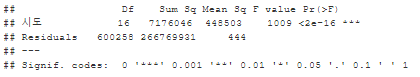 ##                 Df    Sum Sq Mean Sq F value Pr(>F)
## 시도            16   7176046  448503    1009 <2e-16 ***
## Residuals   600258 266769931     444
## ---
## Signif. codes:  0 '***' 0.001 '**' 0.01 '*' 0.05 '.' 0.1 ' ' 1